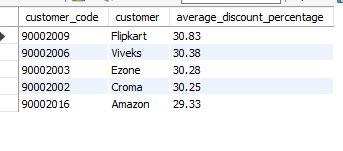 customer_code customer average_discount_percentage
90002009 Flipkart 30.83
90002006 Viveks 30.38
90002003 Ezone 30.28
90002002 Croma 30.25
90002016 Amazon 29.33